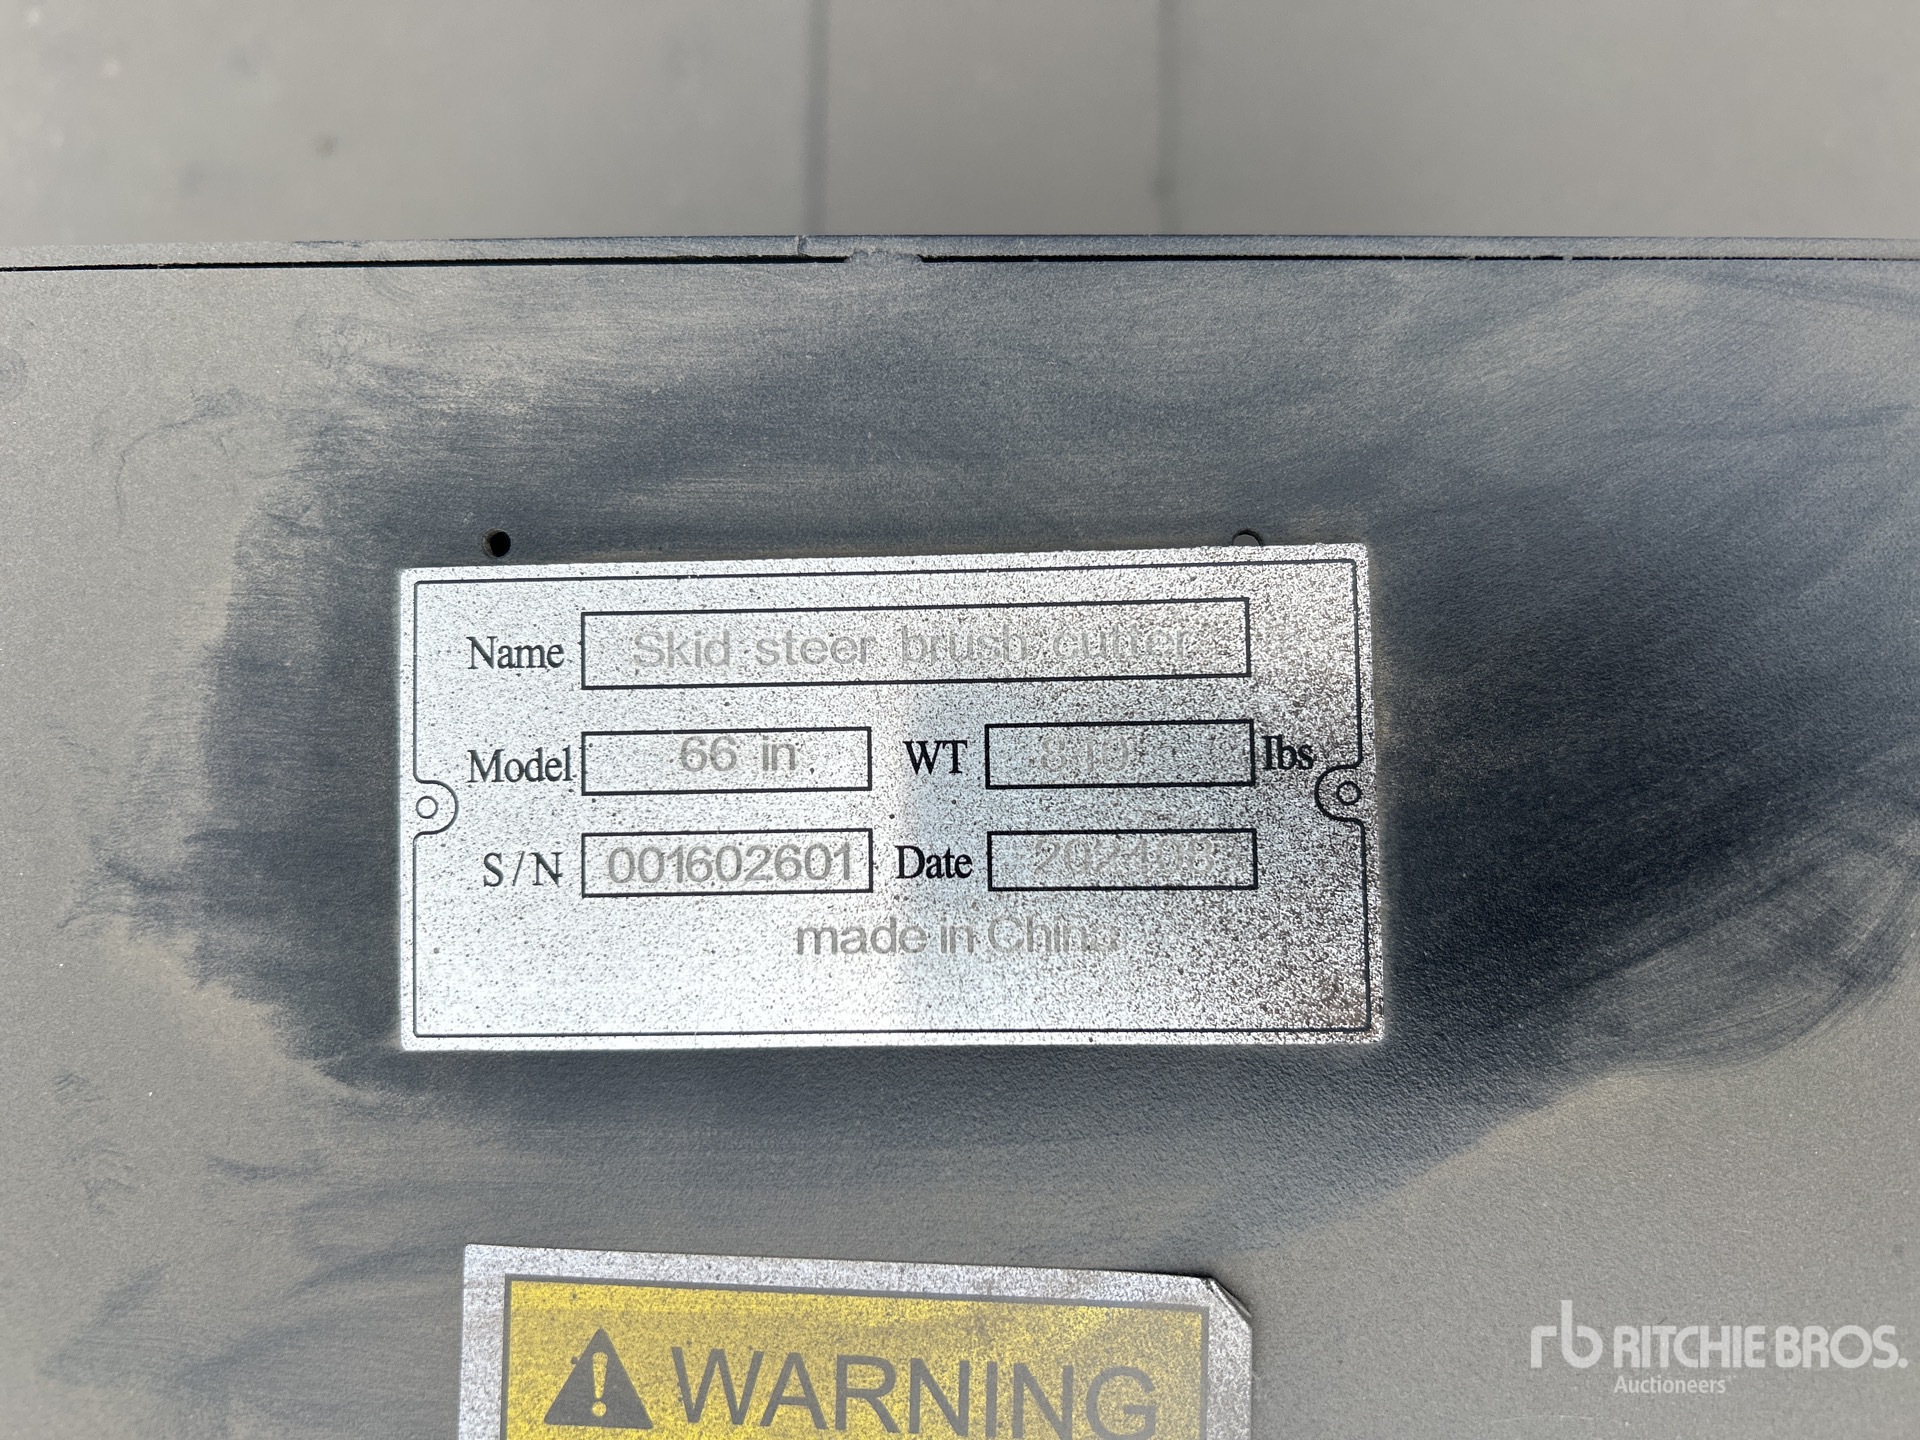 Name Skid steer brush cutter
Model 66 in WT lbs
S/N 001602601 Date
made in China
WARNING
rb RITCHIE BROS.
Auctioneers